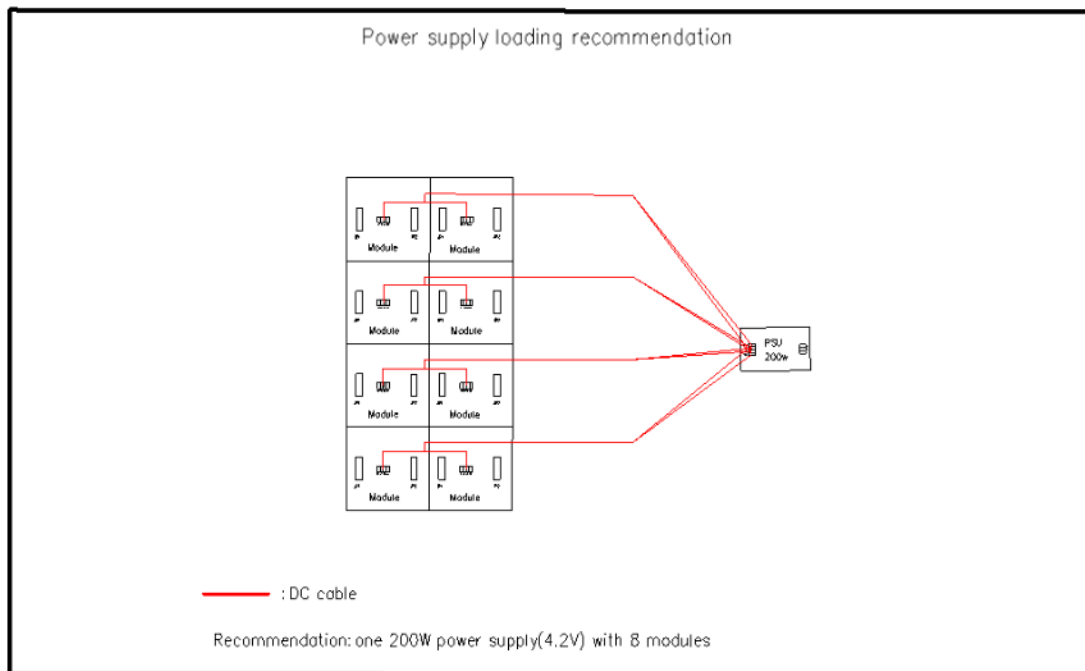 Power supply loading recommendation
Module Module
Module Module
PSU
200w
Module Module
Module Module
: DC cable
Recommendation: one 200W power supply(4.2V) with 8 modules